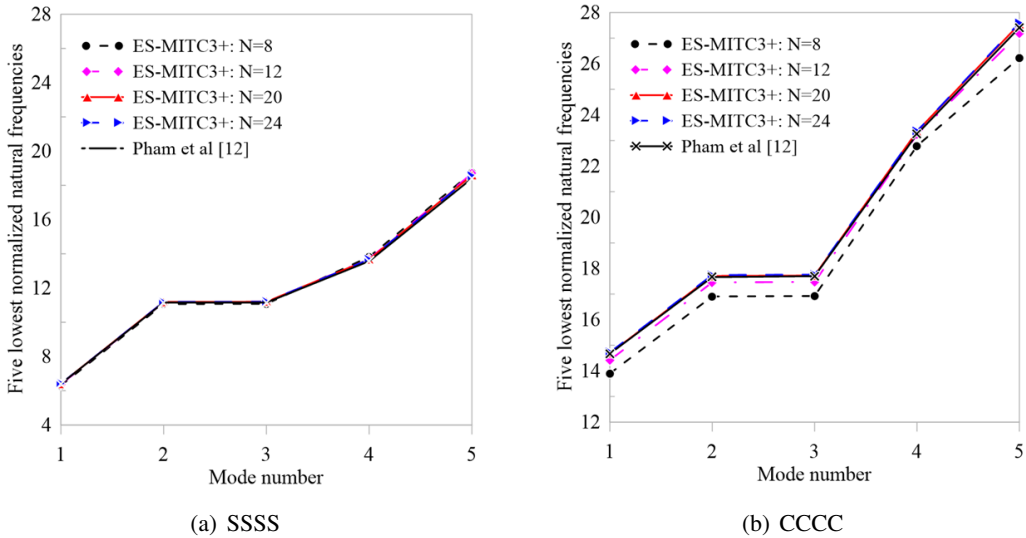 28
24
20
16
12
8
4
Five lowest normalized natural frequencies
ES-MITC3+: N=8
ES-MITC3+: N=12
ES-MITC3+: N=20
ES-MITC3+: N=24
Pham et al [12]
1 2 3 4 5
Mode number
(a) SSSS
28
26
24
22
20
18
16
14
12
Five lowest normalized natural frequencies
ES-MITC3+: N=8
ES-MITC3+: N=12
ES-MITC3+: N=20
ES-MITC3+: N=24
Pham et al [12]
1 2 3 4 5
Mode number
(b) CCCC